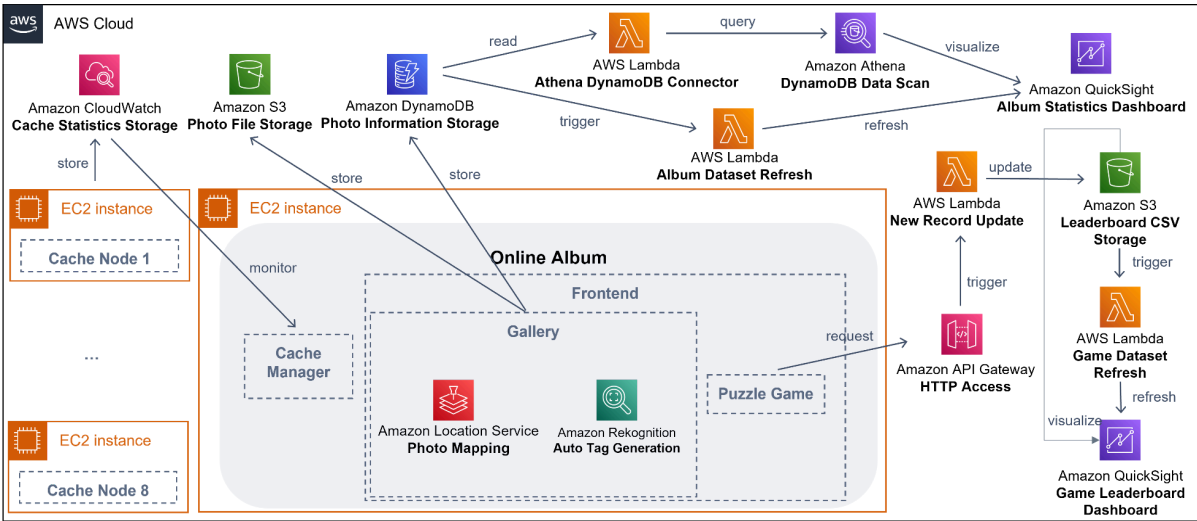 aws
AWS Cloud
Amazon CloudWatch
Cache Statistics Storage
Amazon S3
Photo File Storage
Amazon DynamoDB
Photo Information Storage
read
AWS Lambda
Athena DynamoDB Connector
query
Amazon Athena
DynamoDB Data Scan
visualize
Amazon QuickSight
Album Statistics Dashboard
trigger
AWS Lambda
Album Dataset Refresh
refresh
store
EC2 instance
Cache Node 1
...
EC2 instance
Cache Node 8
monitor
store
store
EC2 instance
Online Album
Cache
Manager
Frontend
Gallery
Amazon Location Service
Photo Mapping
Amazon Rekognition
Auto Tag Generation
Puzzle Game
request
Amazon API Gateway
HTTP Access
trigger
AWS Lambda
New Record Update
update
Amazon S3
Leaderboard CSV
Storage
trigger
AWS Lambda
Game Dataset
Refresh
refresh
visualize
Amazon QuickSight
Game Leaderboard
Dashboard